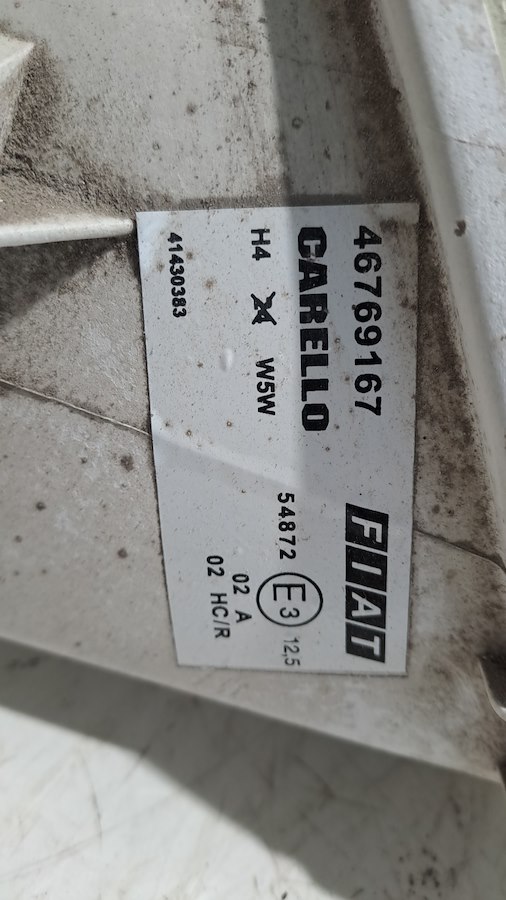 46769167
FIAT
CARELLO
H4 W5W
41430383
54872 E3 12,5
02 A
02 HC/R